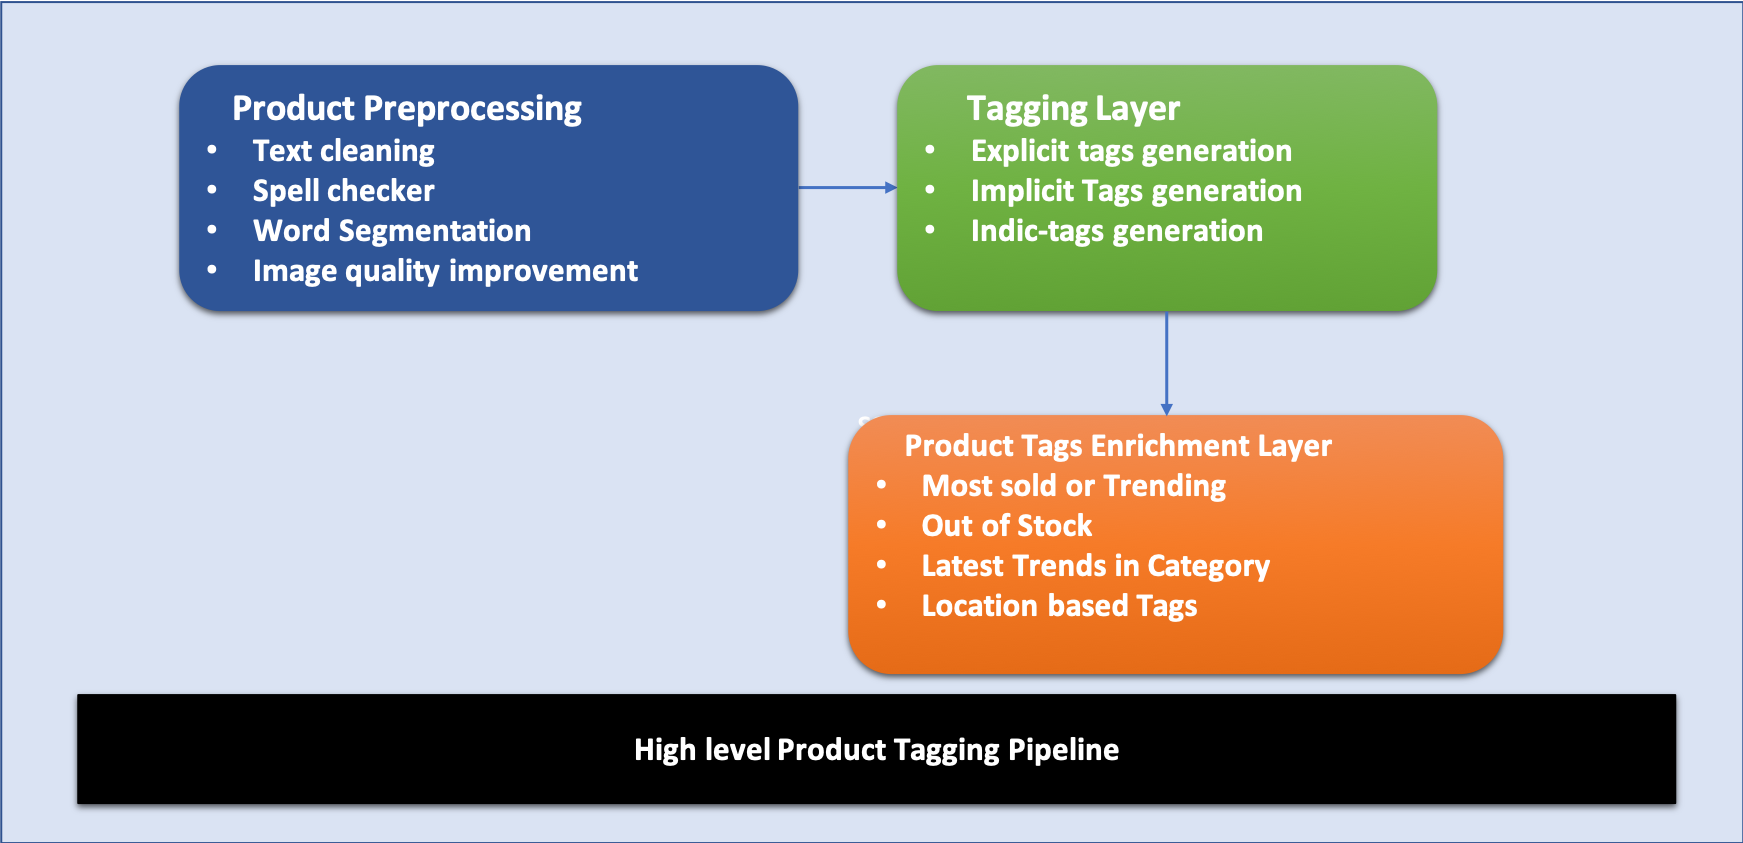 Product Preprocessing
• Text cleaning
• Spell checker
• Word Segmentation
• Image quality improvement
Tagging Layer
• Explicit tags generation
• Implicit Tags generation
• Indic-tags generation
Product Tags Enrichment Layer
• Most sold or Trending
• Out of Stock
• Latest Trends in Category
• Location based Tags
High level Product Tagging Pipeline